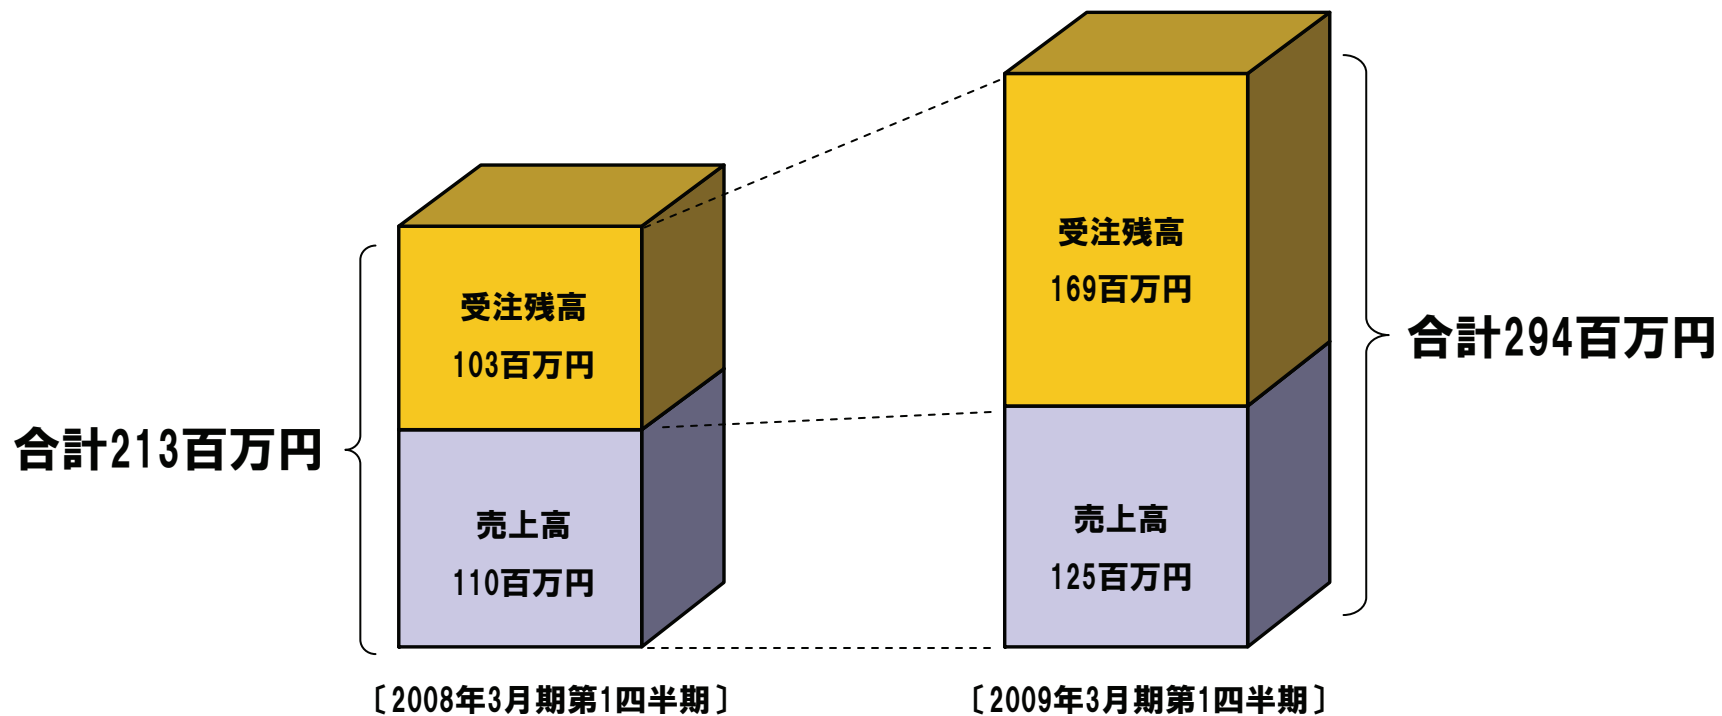 合計213百万円
受注残高
103百万円
売上高
110百万円
〔2008年3月期第1四半期〕
受注残高
169百万円
売上高
125百万円
〔2009年3月期第1四半期〕
合計294百万円